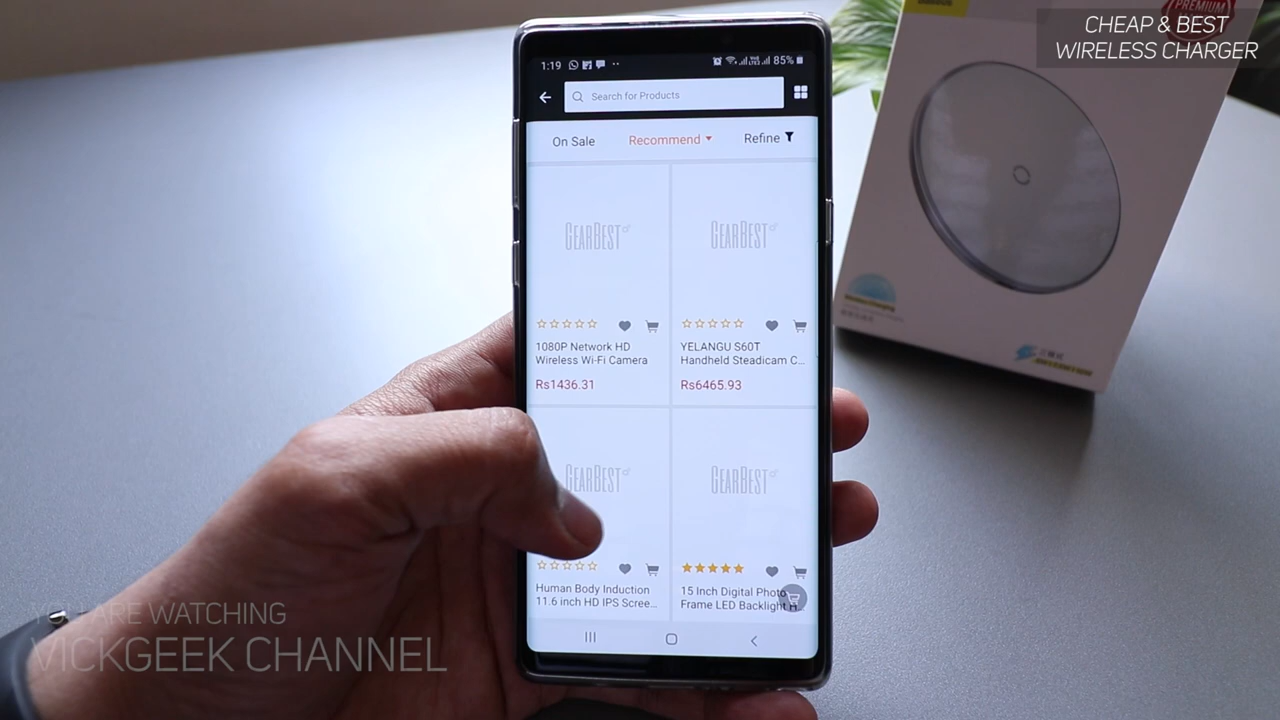 PREMIUM
CHEAP & BEST
WIRELESS CHARGER
1:19
85%
Search for Products
On Sale
Recommend
Refine
GEARBEST
GEARBEST
1080P Network HD
Wireless Wi-Fi Camera
Rs1436.31
YELANGU S60T
Handheld Steadicam C...
Rs6465.93
GEARBEST
GEARBEST
Human Body Induction
11.6 inch HD IPS Scree...
15 Inch Digital Photo
Frame LED Backlight H
YOU ARE WATCHING
VICKGEEK CHANNEL